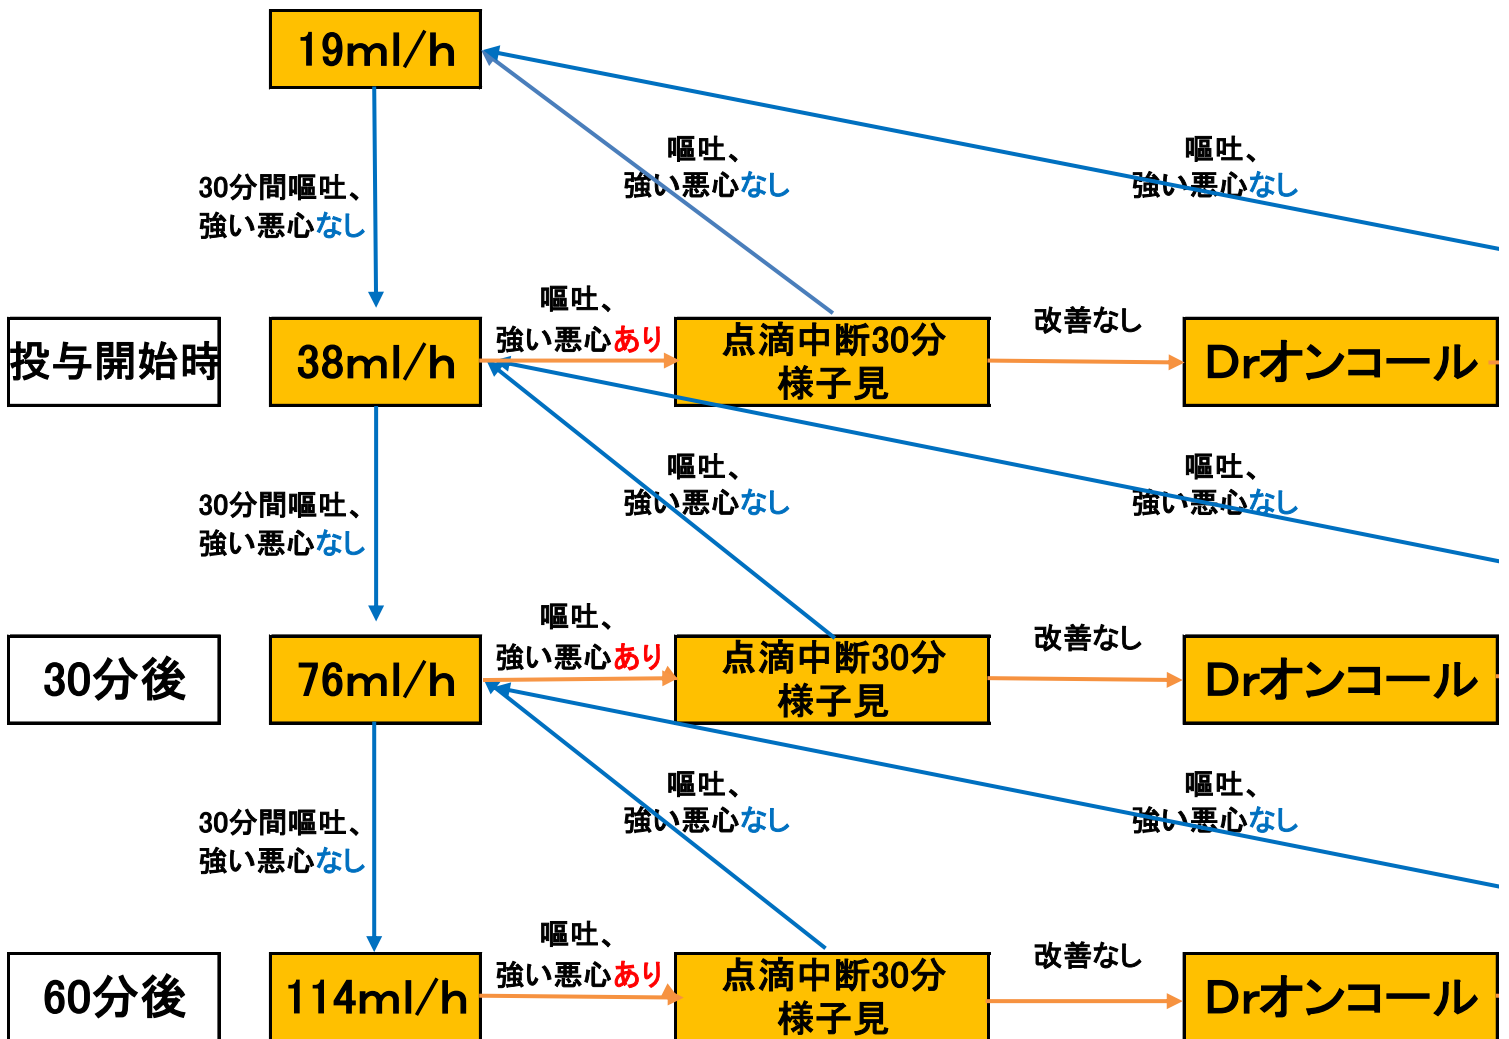 19ml/h
嘔吐、
強い悪心なし
嘔吐、
強い悪心なし
30分間嘔吐、
強い悪心なし
嘔吐、
強い悪心あり
改善なし
投与開始時
38ml/h
点滴中断30分
様子見
Drオンコール
嘔吐、
強い悪心なし
嘔吐、
強い悪心なし
30分間嘔吐、
強い悪心なし
嘔吐、
強い悪心あり
改善なし
30分後
76ml/h
点滴中断30分
様子見
Drオンコール
嘔吐、
強い悪心なし
嘔吐、
強い悪心なし
30分間嘔吐、
強い悪心なし
嘔吐、
強い悪心あり
改善なし
60分後
114ml/h
点滴中断30分
様子見
Drオンコール